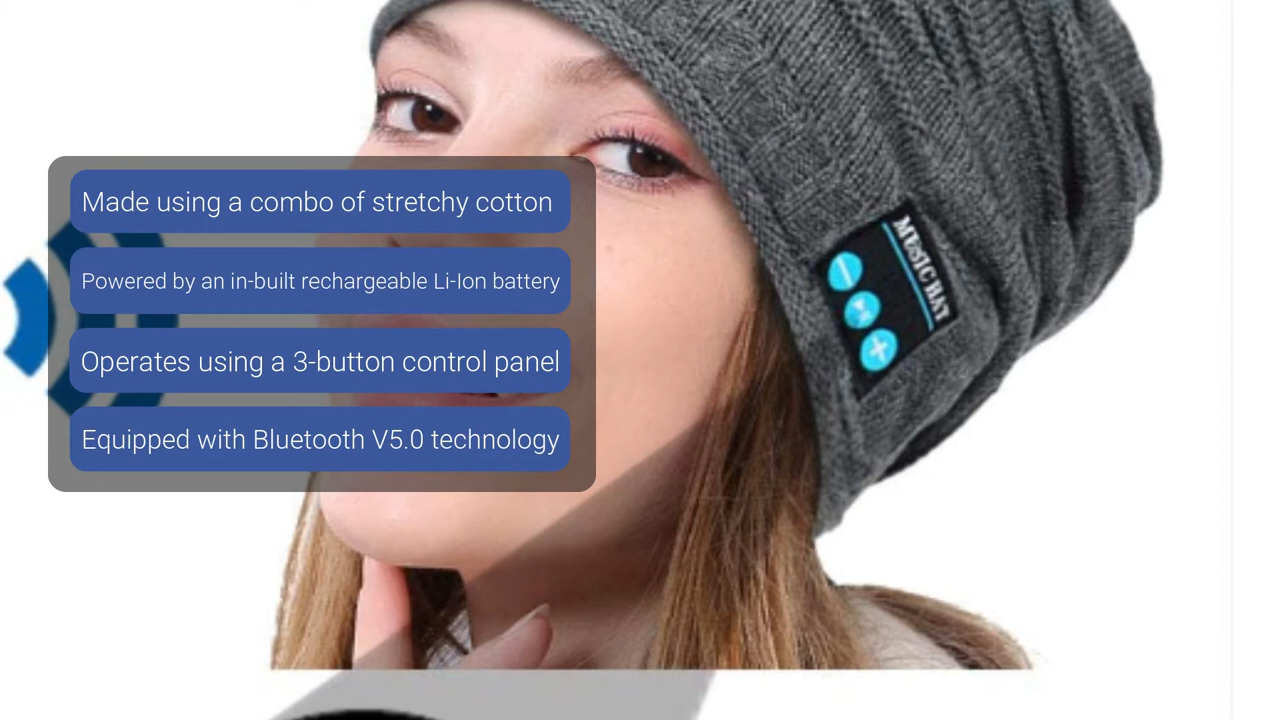 Made using a combo of stretchy cotton
Powered by an in-built rechargeable Li-Ion battery
Operates using a 3-button control panel
Equipped with Bluetooth V5.0 technology
MUSIC HAT